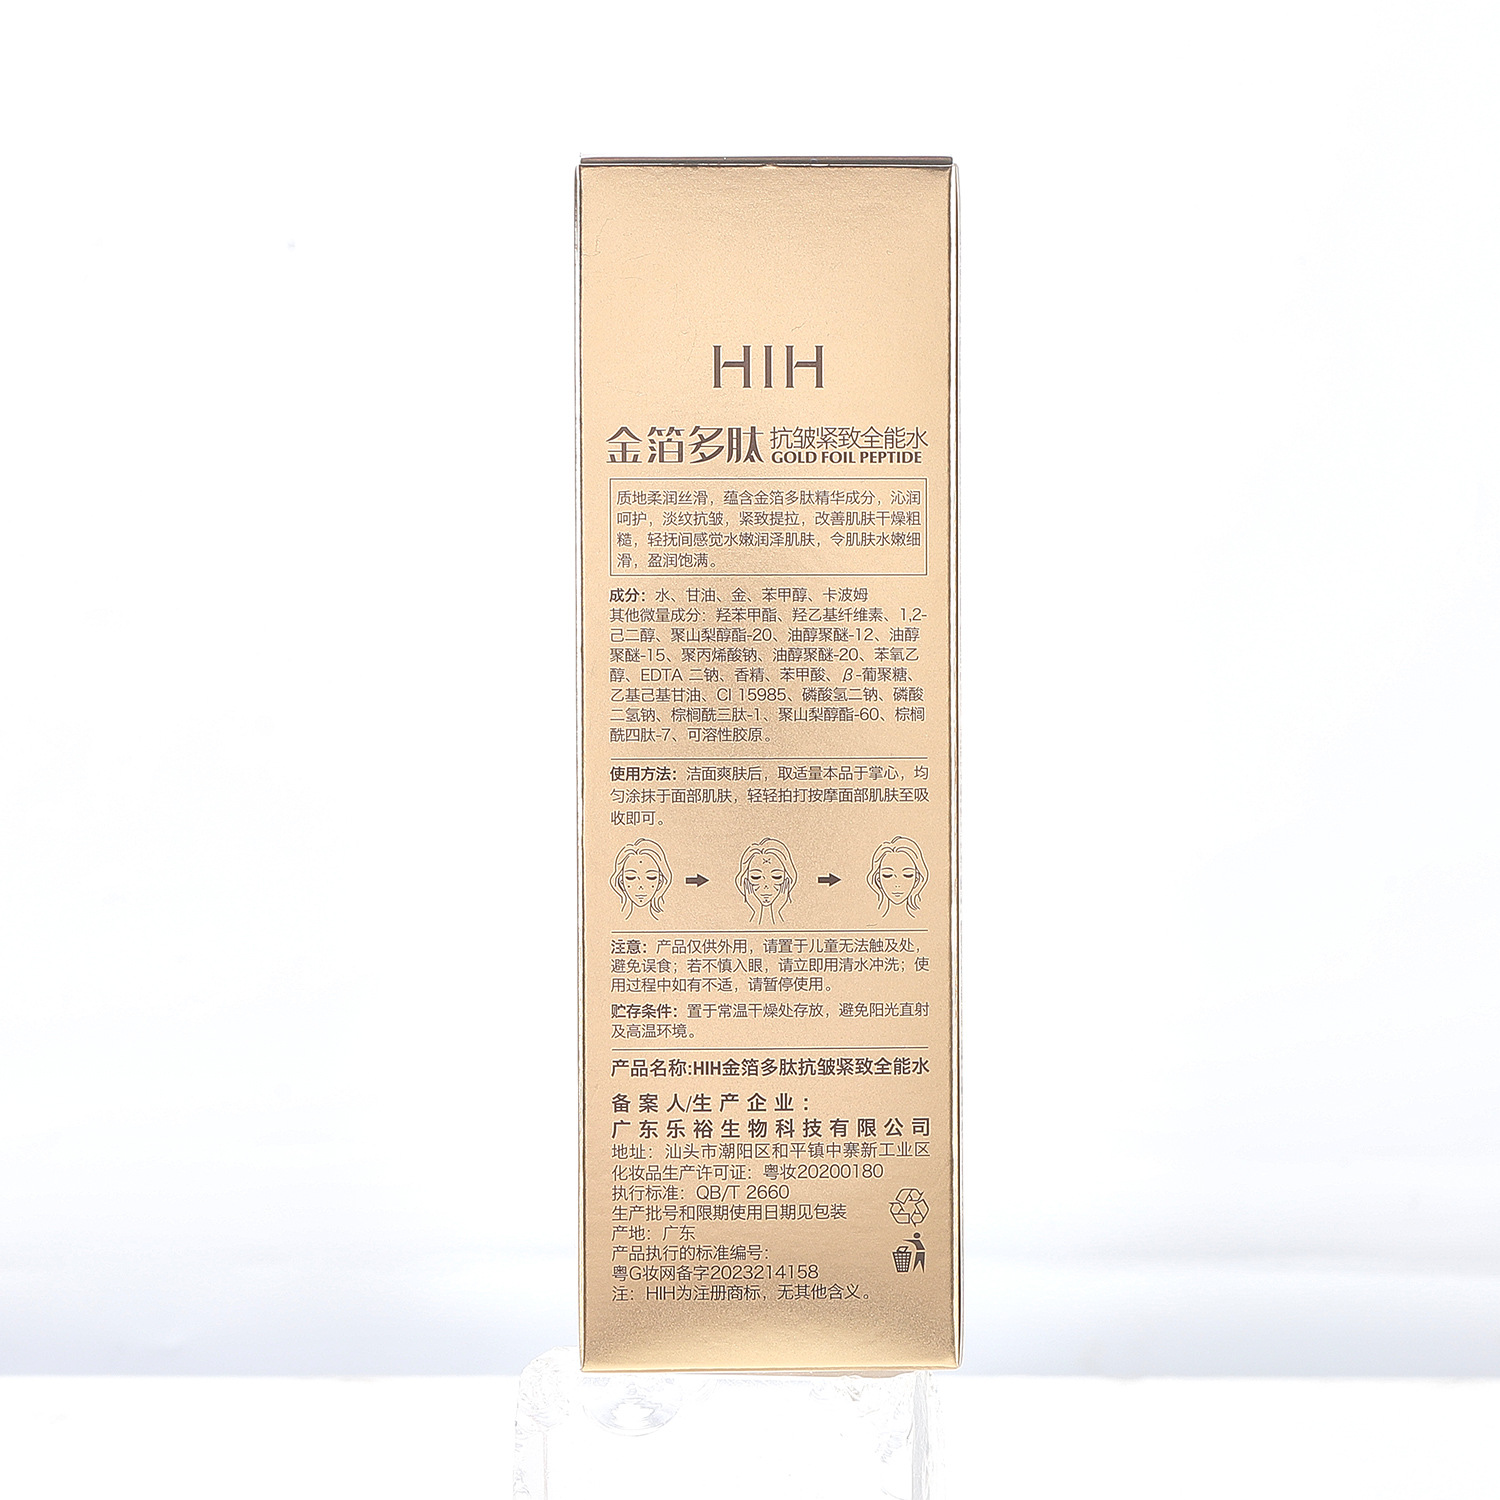 HIH
金箔多肽 抗皱紧致全能水
GOLD FOIL PEPTIDE
质地柔润丝滑，蕴含金箔多肽精华成分，沁润
呵护，淡纹抗皱，紧致提拉，改善肌肤干燥粗
糙，轻抚间感觉水嫩润泽肌肤，令肌肤水嫩细
滑，盈润饱满。
成分：水、甘油、金、苯甲醇、卡波姆
其他微量成分：羟苯甲酯、羟乙基纤维素、1,2-
己二醇、聚山梨醇酯-20、油醇聚醚-12、油醇
聚醚-15、聚丙烯酸钠、油醇聚醚-20、苯氧乙
醇、EDTA 二钠、香精、苯甲酸、β-葡聚糖、
乙基己基甘油、CI 15985、磷酸氢二钠、磷酸
二氢钠、棕榈酰三肽-1、聚山梨醇酯-60、棕榈
酰四肽-7、可溶性胶原。
使用方法：洁面爽肤后，取适量本品于掌心，均
匀涂抹于面部肌肤，轻轻拍打按摩面部肌肤至吸
收即可。
注意：产品仅供外用，请置于儿童无法触及处，
避免误食；若不慎入眼，请立即用清水冲洗；使
用过程中如有不适，请暂停使用。
贮存条件：置于常温干燥处存放，避免阳光直射
及高温环境。
产品名称:HIH金箔多肽抗皱紧致全能水
备案人/生产企业：
广东乐裕生物科技有限公司
地址：汕头市潮阳区和平镇中寨新工业区
化妆品生产许可证：粤妆20200180
执行标准：QB/T 2660
生产批号和限期使用日期见包装
产地：广东
产品执行的标准编号：
粤G妆网备字2023214158
注：HIH为注册商标，无其他含义。